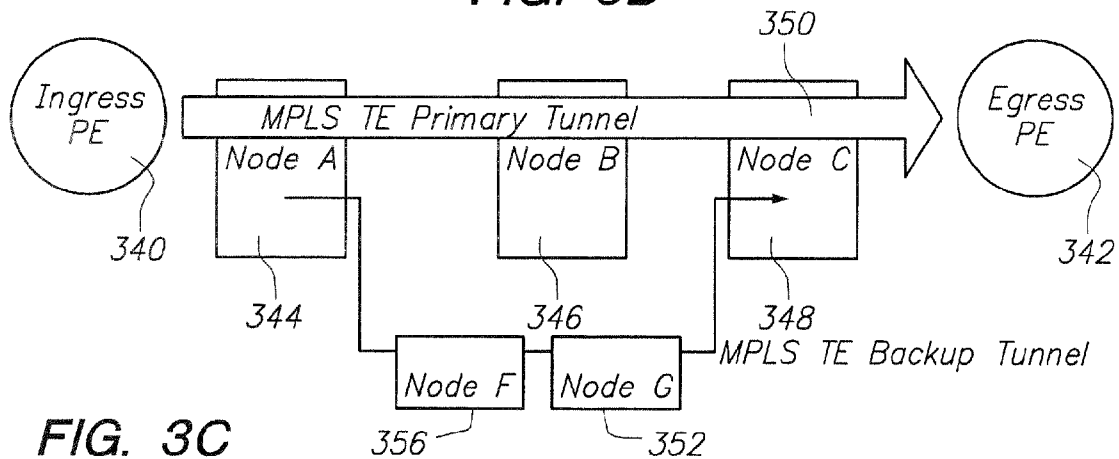 350
Ingress
PE
MPLS TE Primary Tunnel
Egress
PE
Node A
Node B
Node C
340
342
344
346
348
MPLS TE Backup Tunnel
Node F
Node G
FIG. 3C
356
352